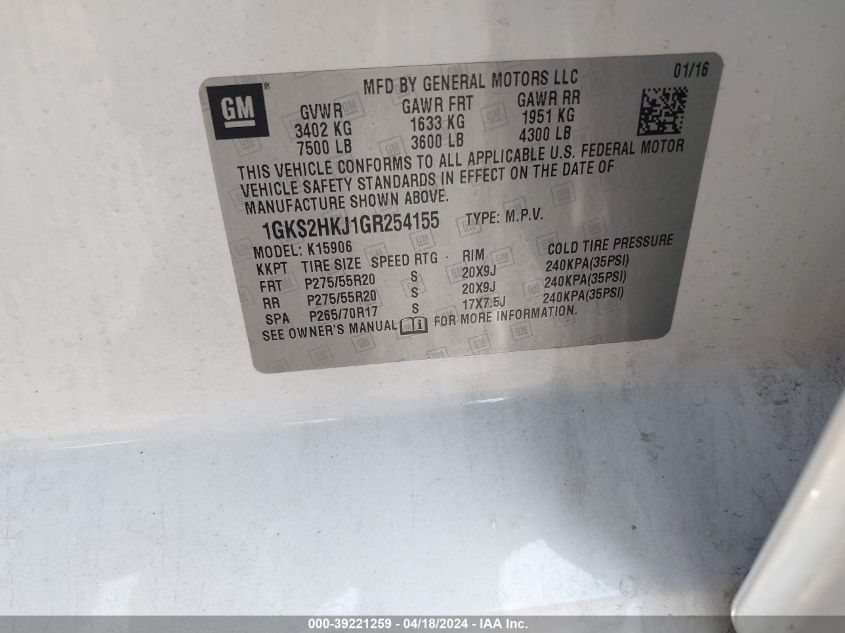 GM ®
MFD BY GENERAL MOTORS LLC 01/16
GVWR GAWR FRT GAWR RR
3402 KG 1633 KG 1951 KG
7500 LB 3600 LB 4300 LB
THIS VEHICLE CONFORMS TO ALL APPLICABLE U.S. FEDERAL MOTOR
VEHICLE SAFETY STANDARDS IN EFFECT ON THE DATE OF
MANUFACTURE SHOWN ABOVE.
1GKS2HKJ1GR254155 TYPE: M.P.V.
MODEL: K15906
KKPT TIRE SIZE SPEED RTG RIM COLD TIRE PRESSURE
FRT P275/55R20 S 20X9J 240KPA(35PSI)
RR P275/55R20 S 20X9J 240KPA(35PSI)
SPA P265/70R17 S 17X7.5J 240KPA(35PSI)
SEE OWNER'S MANUAL FOR MORE INFORMATION.
000-39221259 - 04/18/2024 - IAA Inc.